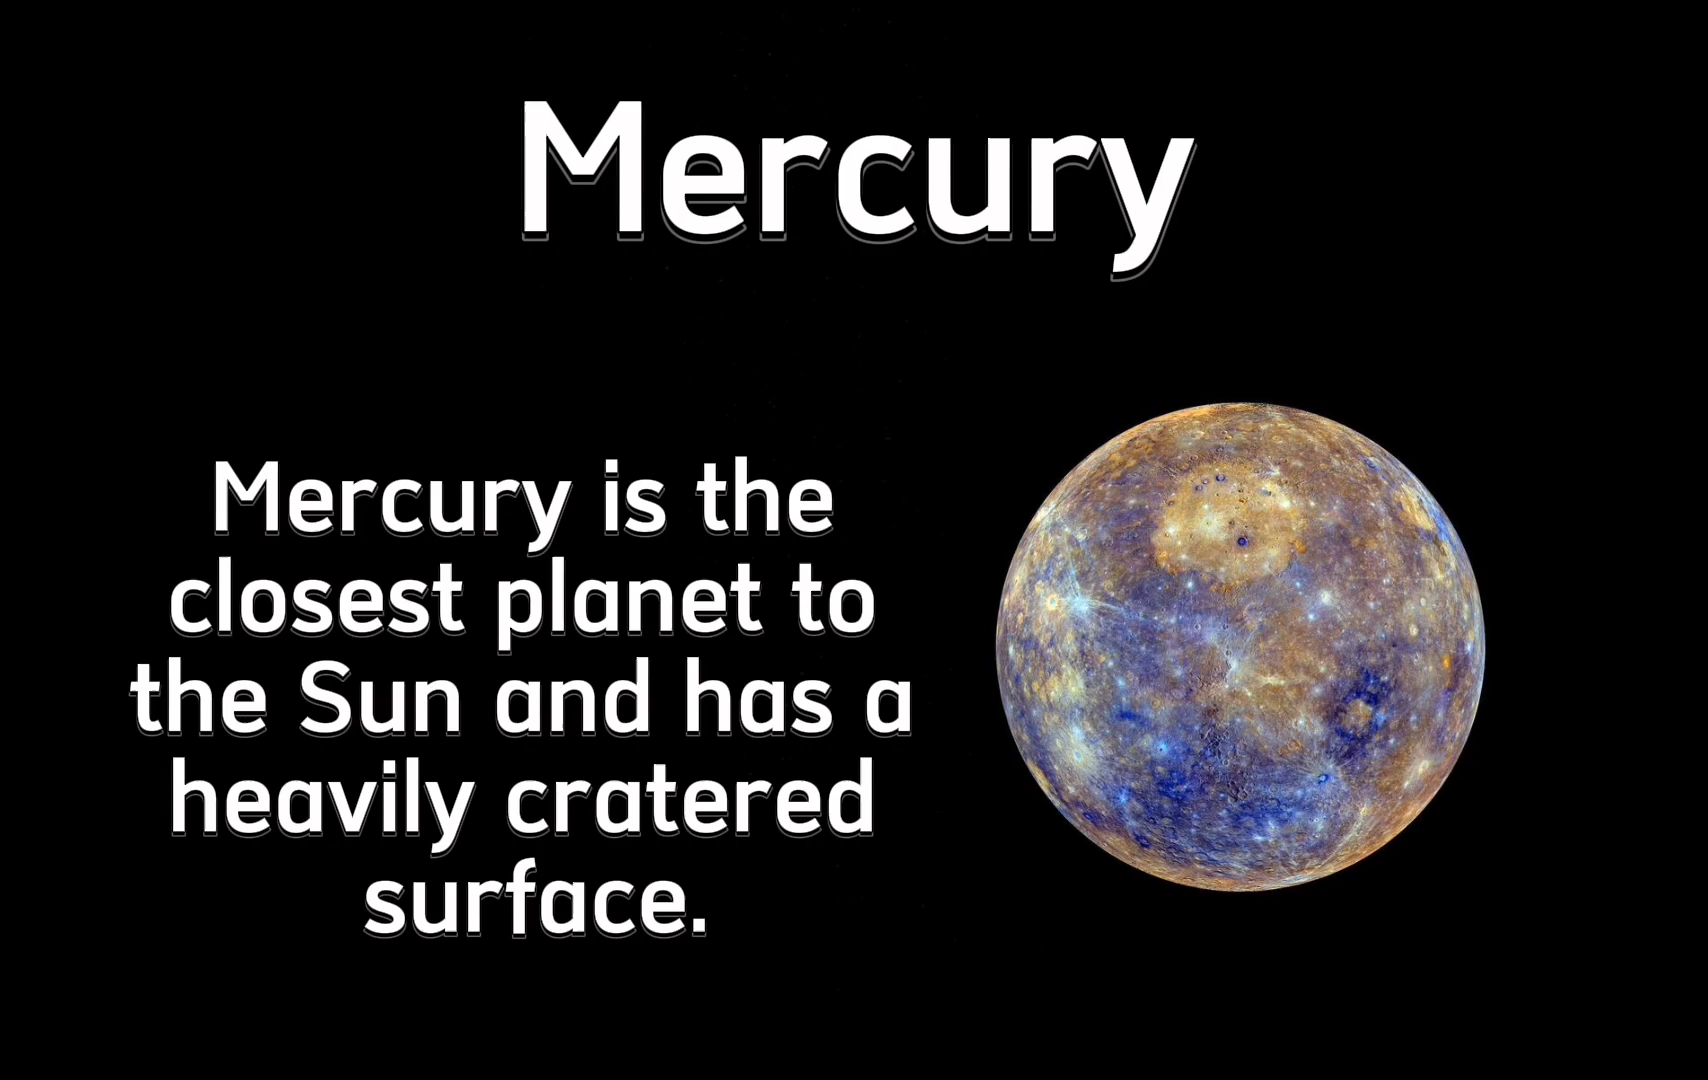 Mercury
Mercury is the
closest planet to
the Sun and has a
heavily cratered
surface.